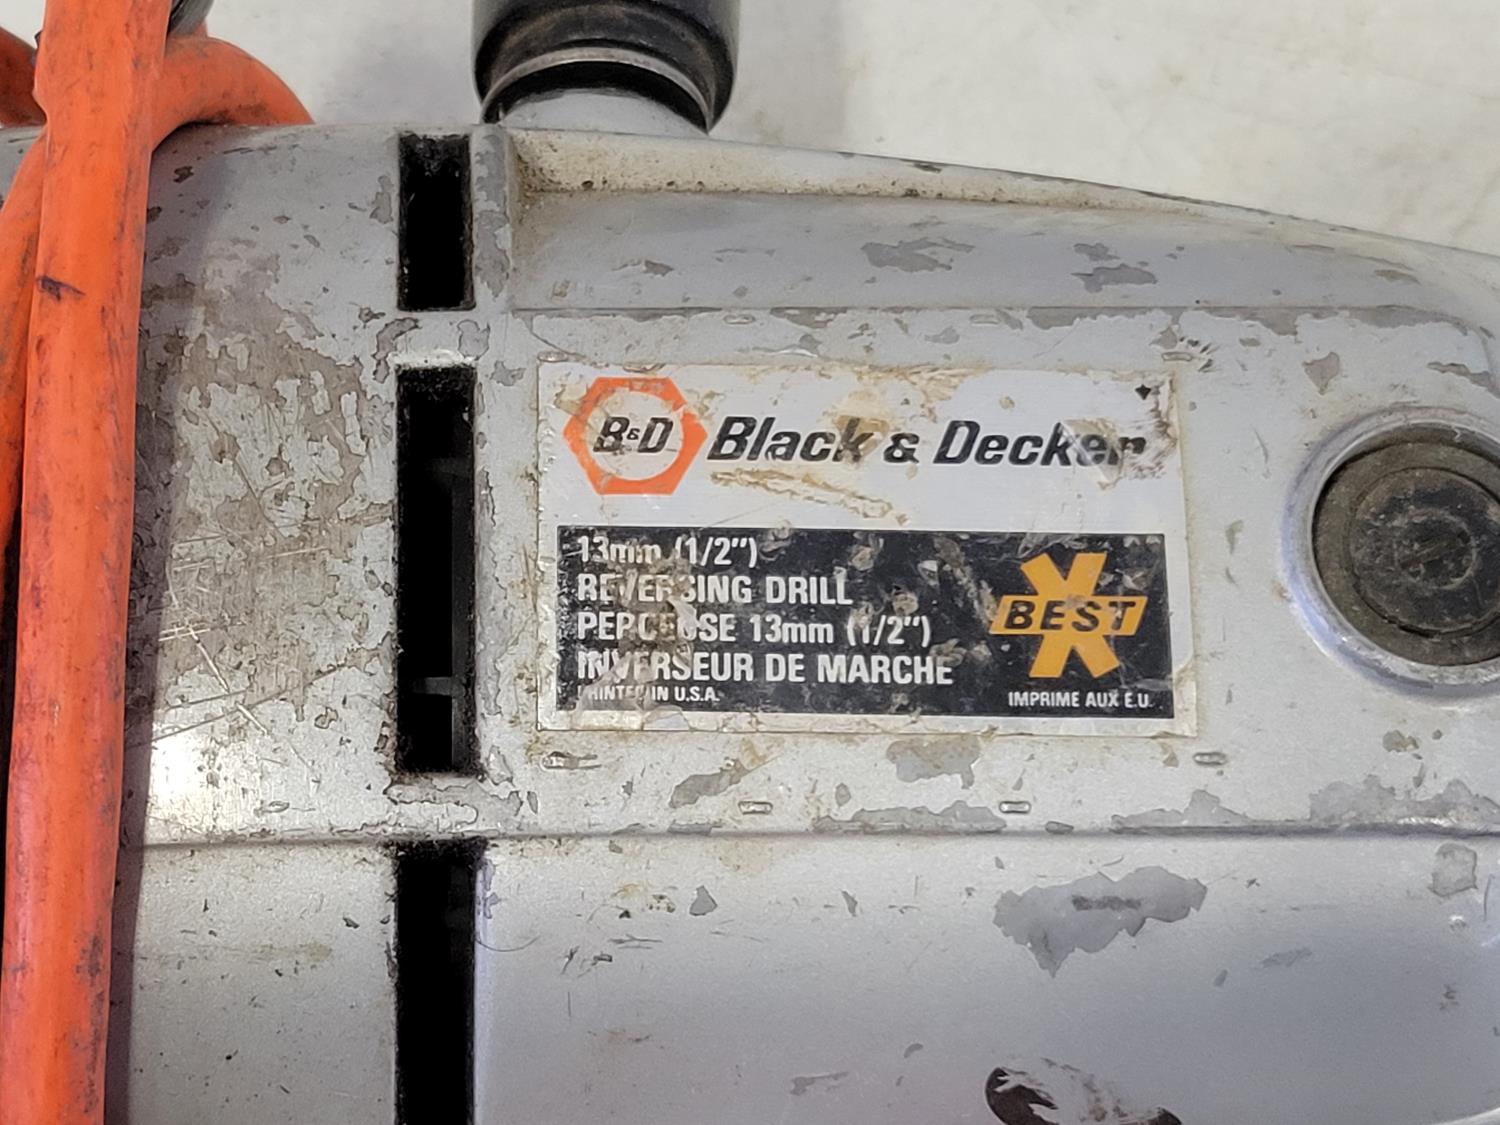 B&D Black & Decker
13mm (1/2")
REVERSING DRILL
PERCEUSE 13mm (1/2")
INVERSEUR DE MARCHE
PRINTED IN U.S.A.
BEST
IMPRIME AUX E.U.